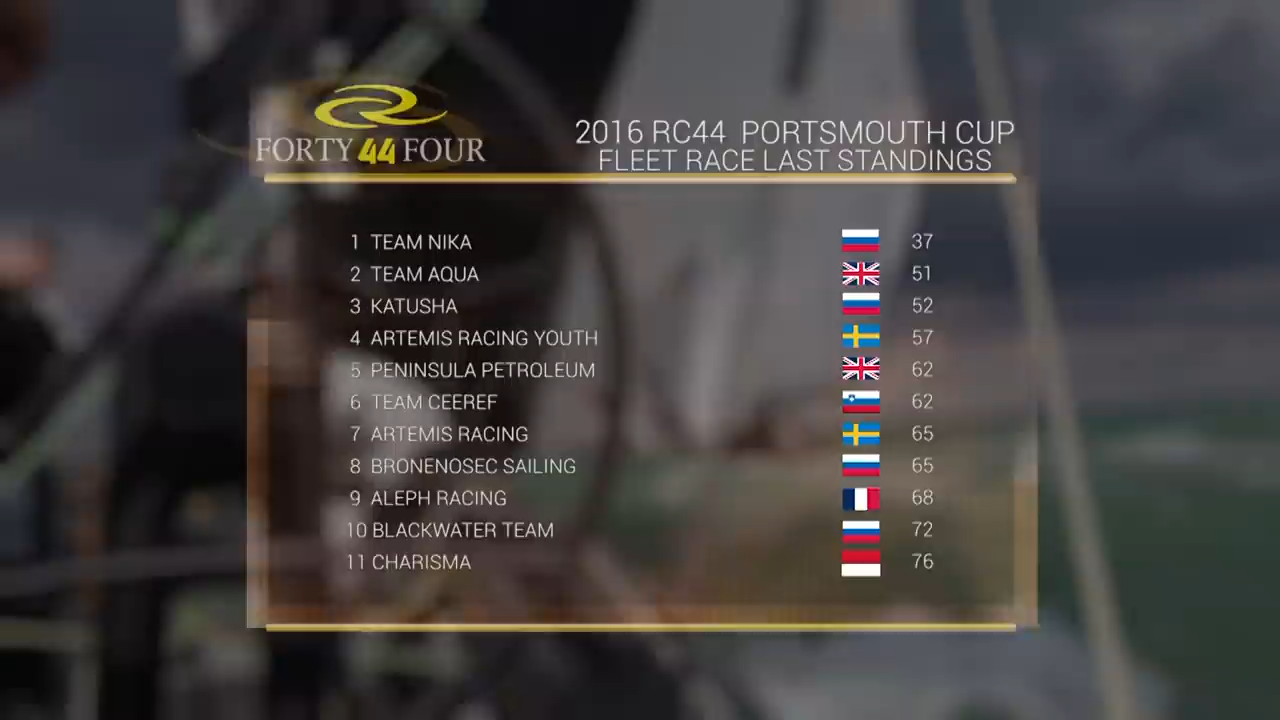 FORTY 44 FOUR
2016 RC44 PORTSMOUTH CUP
FLEET RACE LAST STANDINGS
1 TEAM NIKA 37
2 TEAM AQUA 51
3 KATUSHA 52
4 ARTEMIS RACING YOUTH 57
5 PENINSULA PETROLEUM 62
6 TEAM CEEREF 62
7 ARTEMIS RACING 65
8 BRONENOSEC SAILING 65
9 ALEPH RACING 68
10 BLACKWATER TEAM 72
11 CHARISMA 76